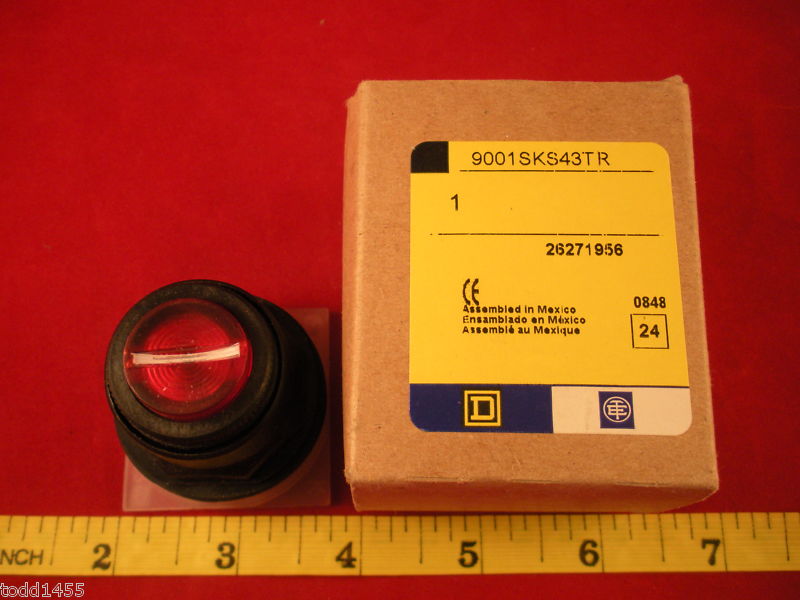 9001SKS43TR
1
26271956
CE
Assembled in Mexico
Ensamblado en México
Assemblé au Mexique
0848
24
D
TE
INCH 2 3 4 5 6 7
todd1455